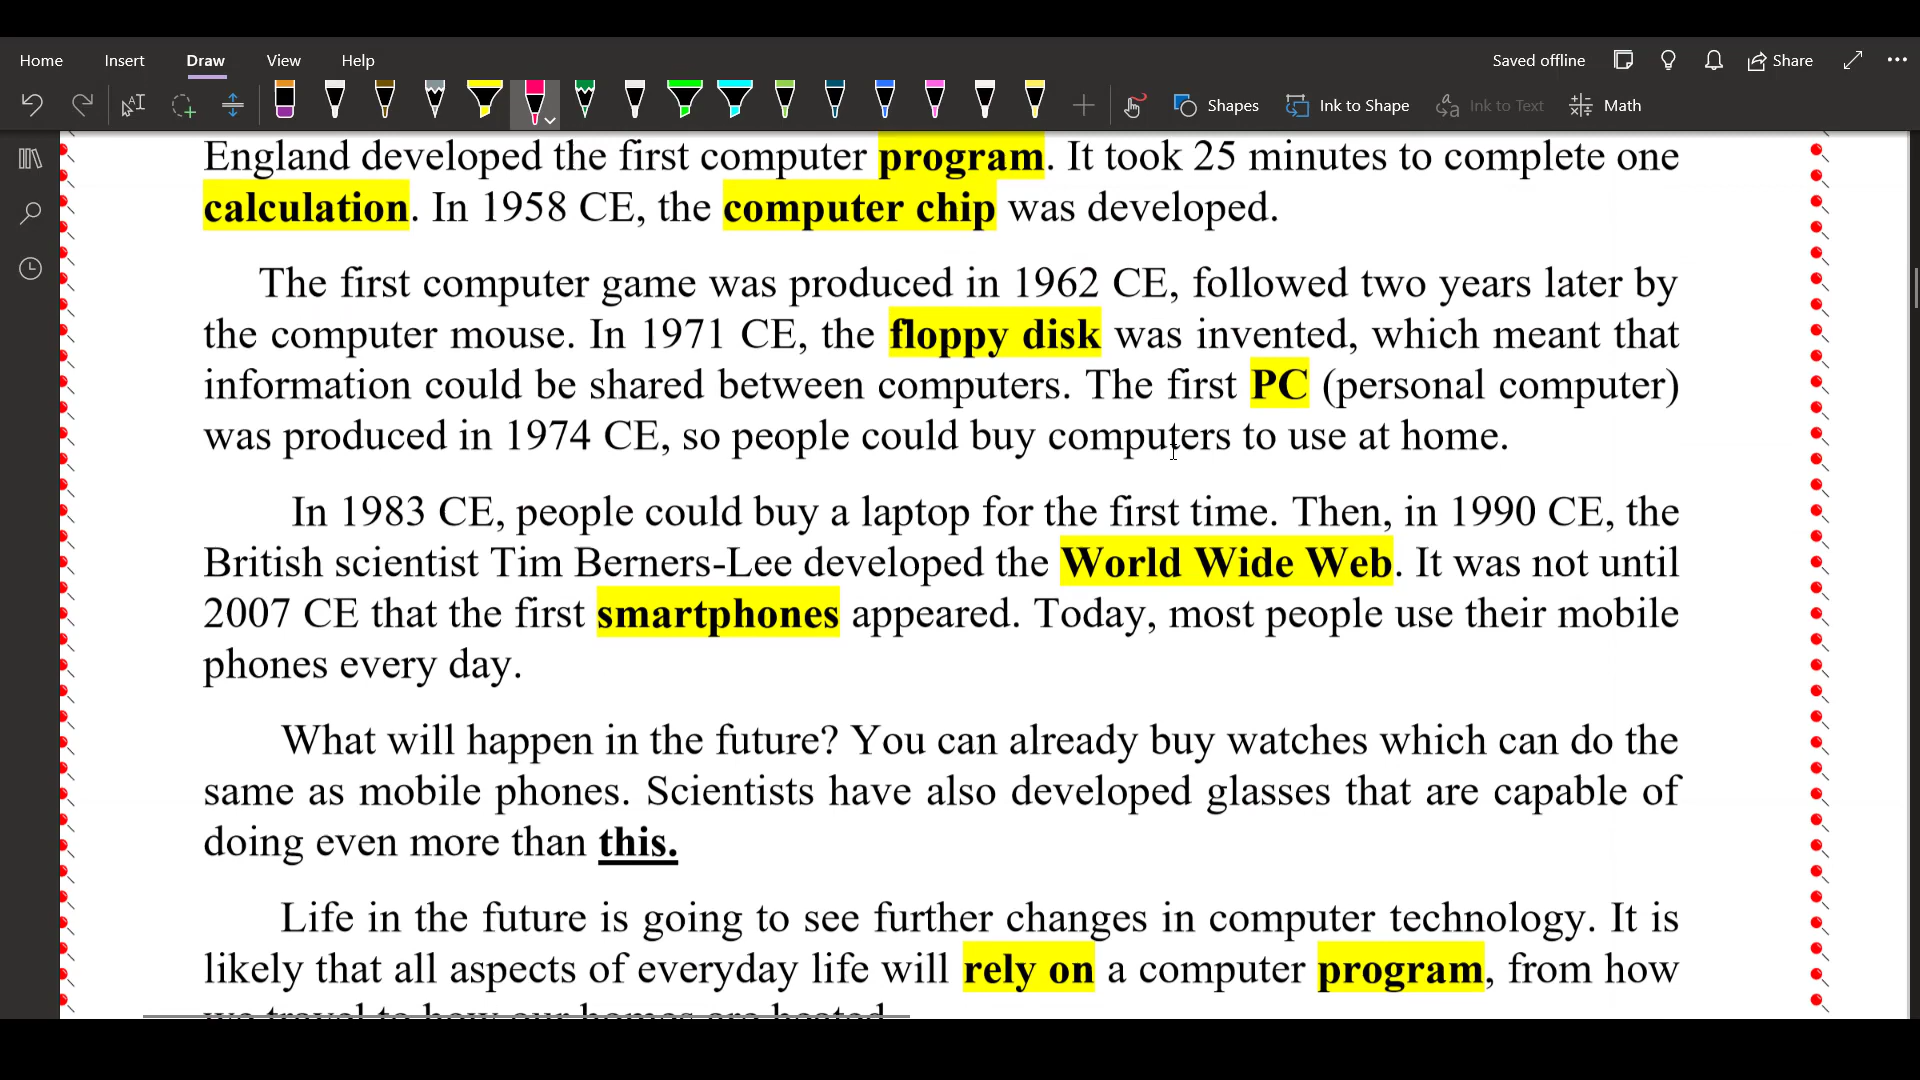 Home Insert Draw View Help Saved offline Share
Shapes Ink to Shape Ink to Text Math
England developed the first computer program. It took 25 minutes to complete one
calculation. In 1958 CE, the computer chip was developed.
The first computer game was produced in 1962 CE, followed two years later by
the computer mouse. In 1971 CE, the floppy disk was invented, which meant that
information could be shared between computers. The first PC (personal computer)
was produced in 1974 CE, so people could buy computers to use at home.
In 1983 CE, people could buy a laptop for the first time. Then, in 1990 CE, the
British scientist Tim Berners-Lee developed the World Wide Web. It was not until
2007 CE that the first smartphones appeared. Today, most people use their mobile
phones every day.
What will happen in the future? You can already buy watches which can do the
same as mobile phones. Scientists have also developed glasses that are capable of
doing even more than this.
Life in the future is going to see further changes in computer technology. It is
likely that all aspects of everyday life will rely on a computer program, from how
we travel to how our homes are heated